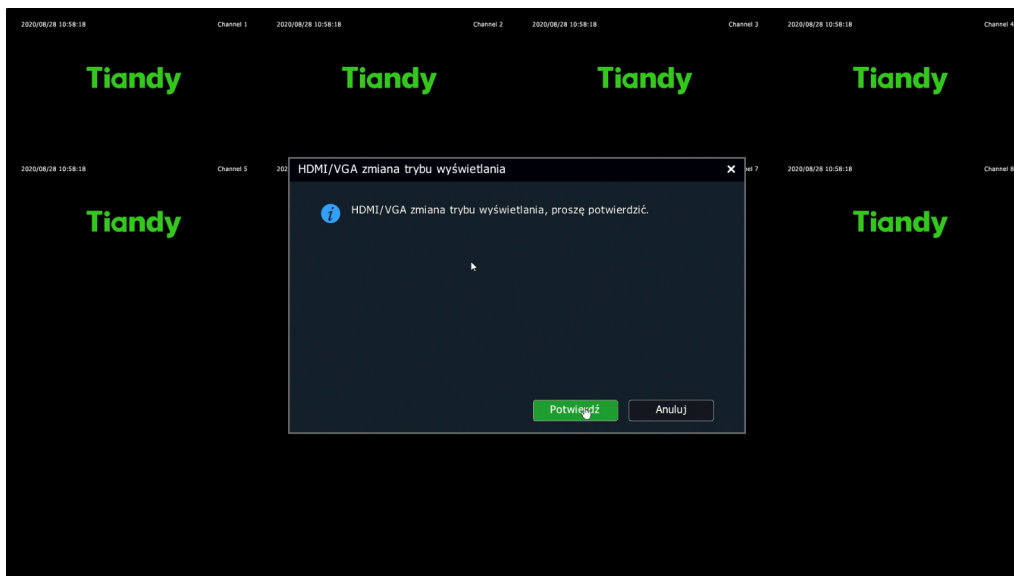 2020/08/28 10:58:18 Channel 1 2020/08/28 10:58:18 Channel 2 2020/08/28 10:58:18 Channel 3 2020/08/28 10:58:18 Channel 4
Tiandy Tiandy Tiandy Tiandy
2020/08/28 10:58:18 Channel 5 202 HDMI/VGA zmiana trybu wyświetlania nel 7 2020/08/28 10:58:18 Channel 8
HDMI/VGA zmiana trybu wyświetlania, proszę potwierdzić.
Tiandy Tiandy
Potwierdź Anuluj